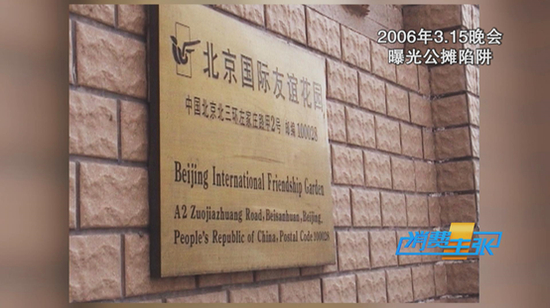 2006年3.15晚会
曝光公摊陷阱
北京国际友谊花园
中国北京北三环左家庄路甲2号 邮编 100028
Beijing International Friendship Garden
A2 Zuojiazhuang Road, Beisanhuan, Beijing,
People's Republic of China, Postal Code 100028
消费主张